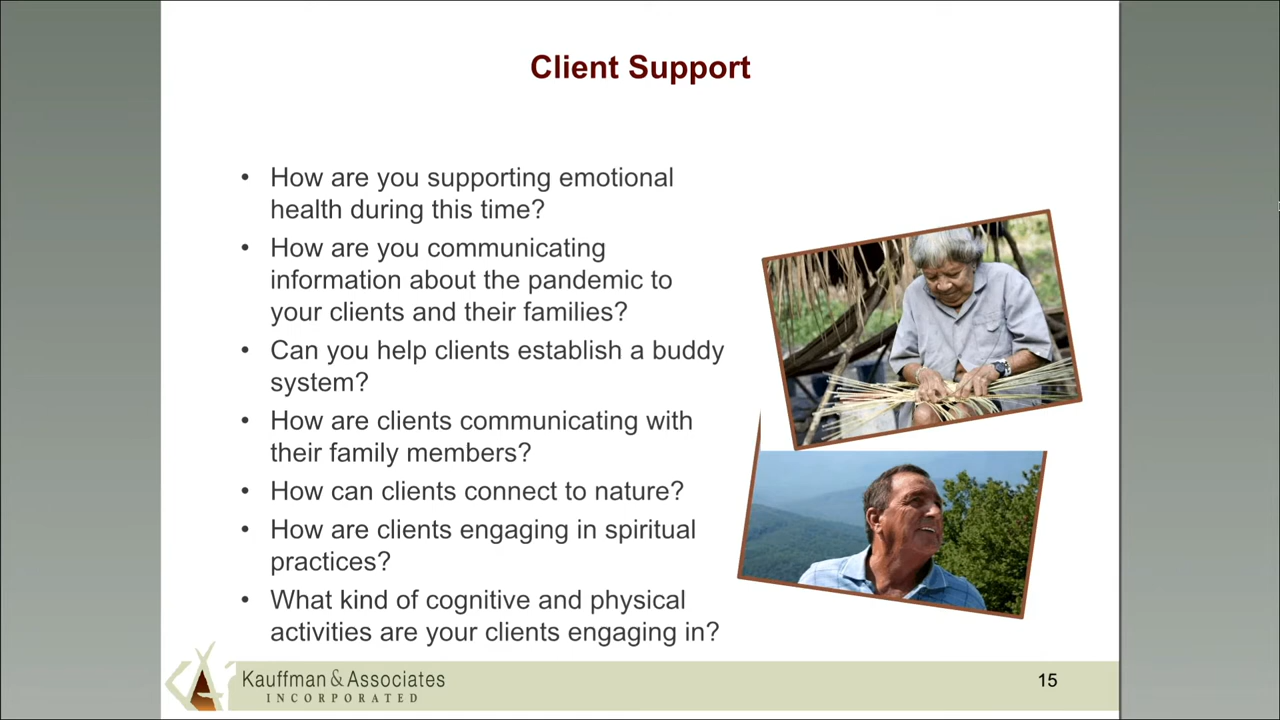 Client Support
• How are you supporting emotional
health during this time?
• How are you communicating
information about the pandemic to
your clients and their families?
• Can you help clients establish a buddy
system?
• How are clients communicating with
their family members?
• How can clients connect to nature?
• How are clients engaging in spiritual
practices?
• What kind of cognitive and physical
activities are your clients engaging in?
Kauffman & Associates
INCORPORATED
15